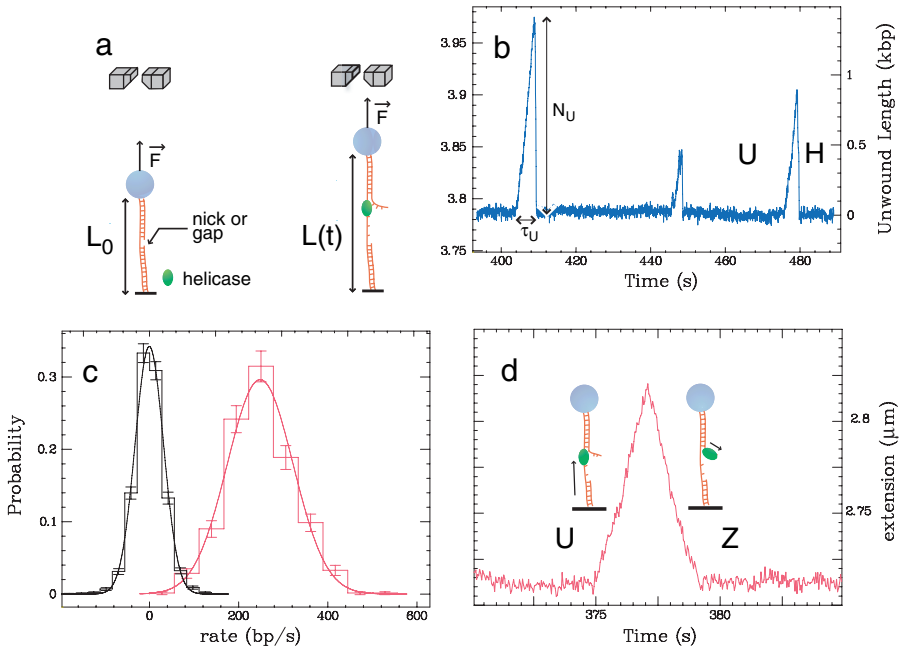 a
F
F
L0
nick or
gap
helicase
L(t)
b
3.95
3.9
3.85
3.8
3.75
NU
τU
U
H
1
0.5
0
Unwound Length (kbp)
400
420
440
460
480
Time (s)
c
0.3
0.2
0.1
0
Probability
0
200
400
600
rate (bp/s)
d
U
Z
2.8
2.75
extension (μm)
375
380
Time (s)